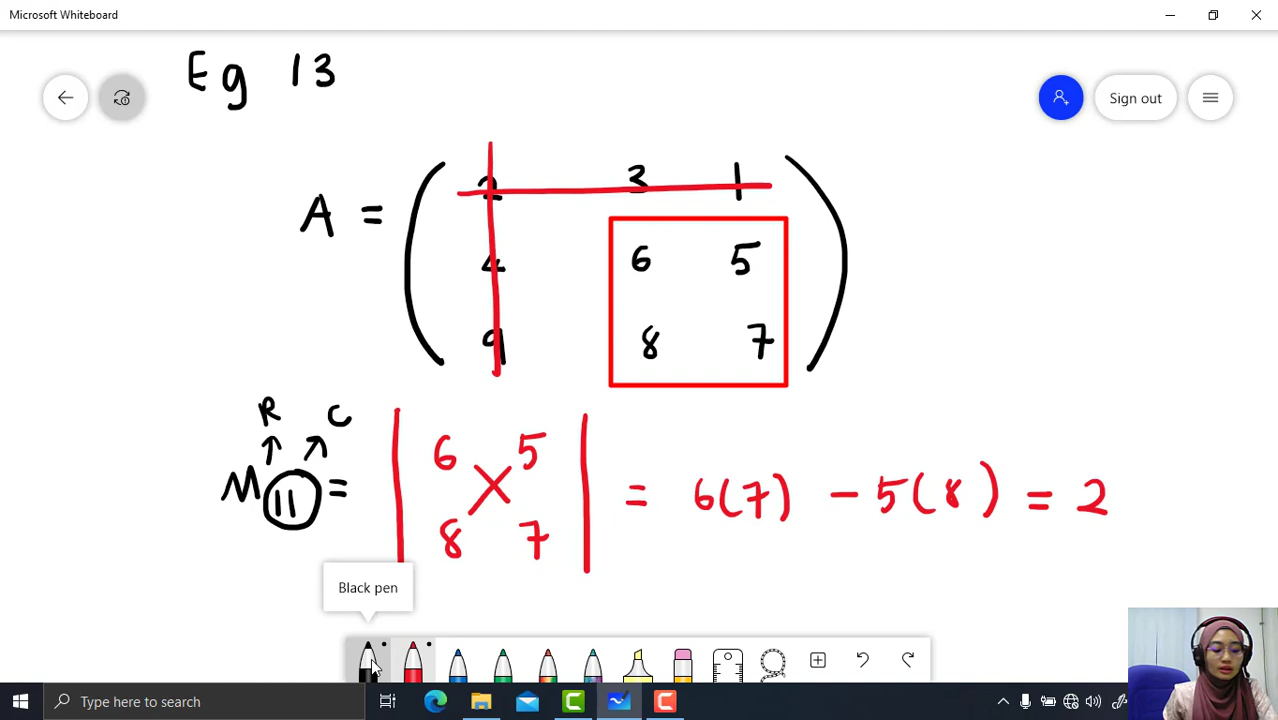 Microsoft Whiteboard
Eg 13
Sign out
2 3 1
A = ( 4 6 5 )
9 8 7
R C
M11 = | 6 5 | = 6(7) - 5(8) = 2
8 7
Black pen
Type here to search